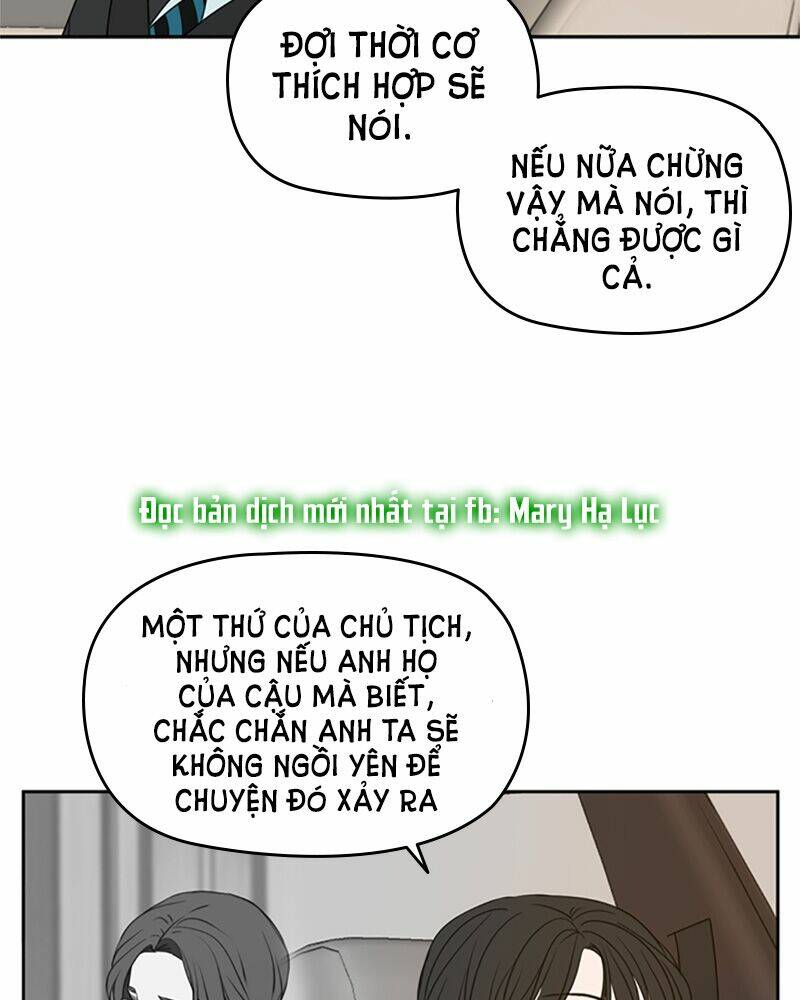 ĐỢI THỜI CƠ
THÍCH HỢP SẼ
NÓI.
NẾU NỮA CHỪNG
VẬY MÀ NÓI, THÌ
CHẲNG ĐƯỢC GÌ
CẢ.
Đọc bản dịch mới nhất tại fb: Mary Hạ Lục
MỘT THỨ CỦA CHỦ TỊCH,
NHƯNG NẾU ANH HỌ
CỦA CẬU MÀ BIẾT,
CHẮC CHẮN ANH TA SẼ
KHÔNG NGỒI YÊN ĐỂ
CHUYỆN ĐÓ XẢY RA